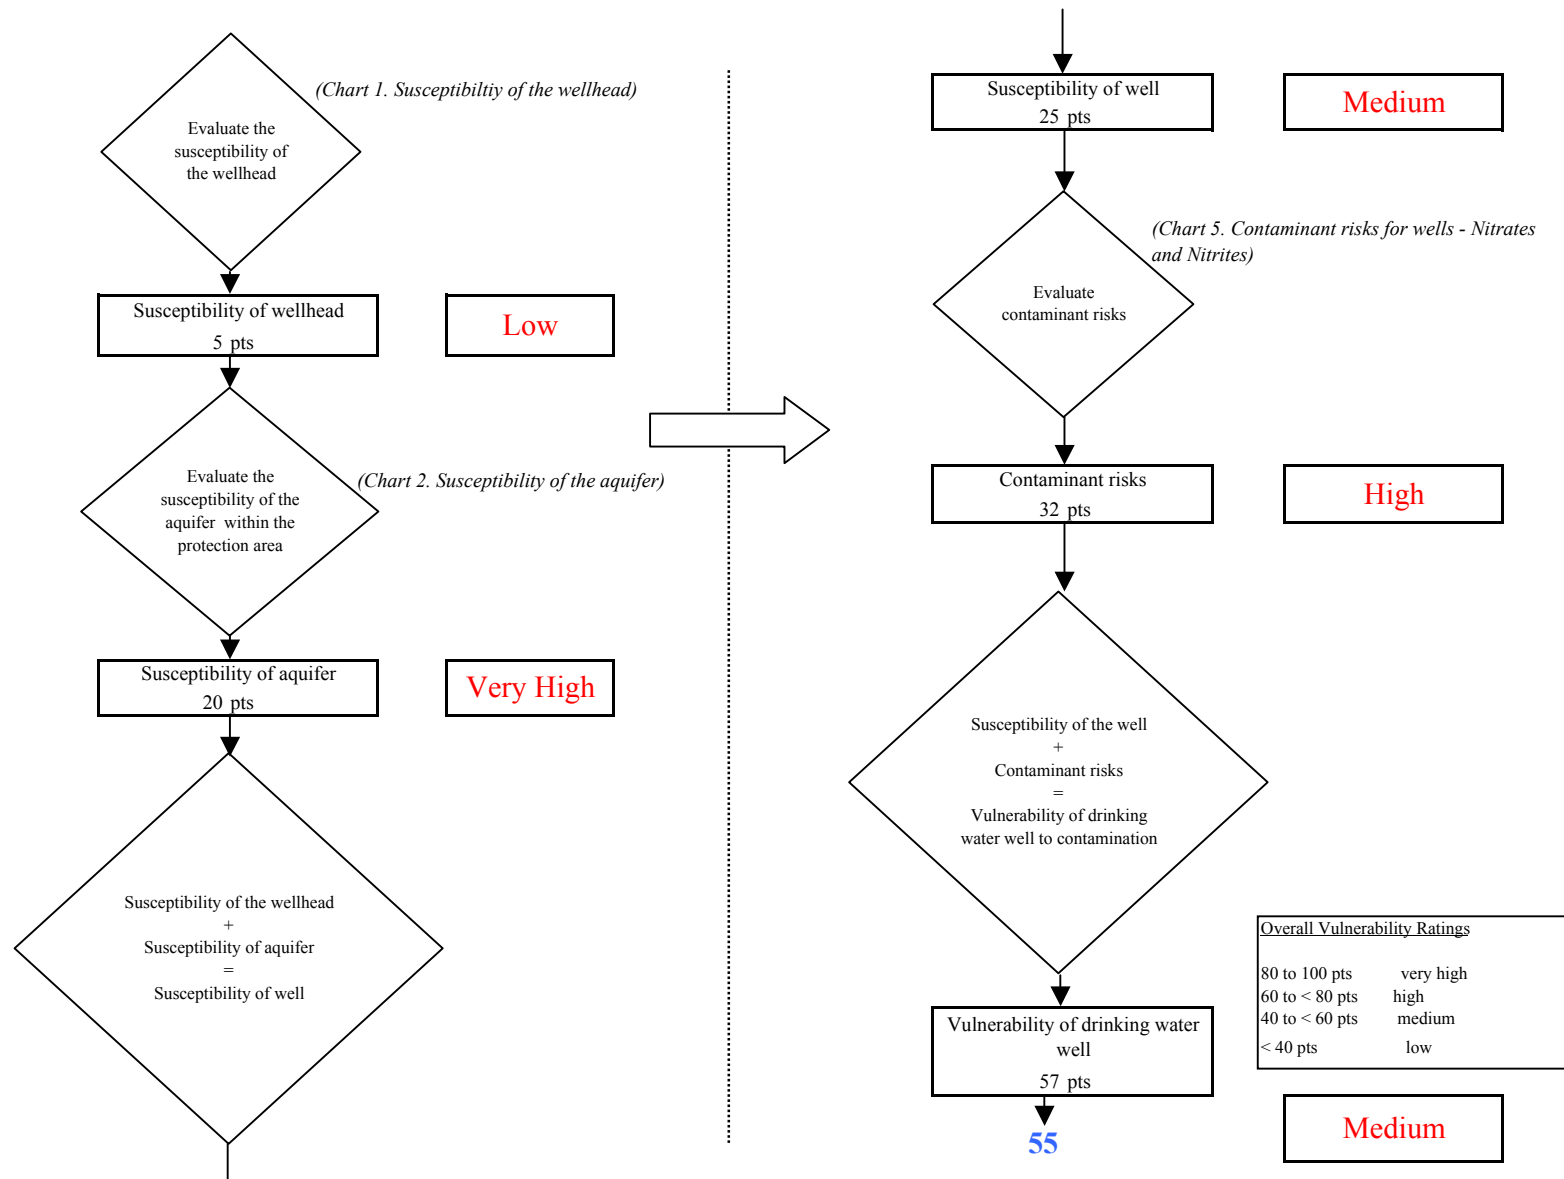 (Chart 1. Susceptibiltiy of the wellhead)
Evaluate the
susceptibility of
the wellhead
Susceptibility of wellhead
5 pts
Low
Evaluate the
susceptibility of the
aquifer within the
protection area
(Chart 2. Susceptibility of the aquifer)
Susceptibility of aquifer
20 pts
Very High
Susceptibility of the wellhead
+
Susceptibility of aquifer
=
Susceptibility of well
Susceptibility of well
25 pts
Medium
(Chart 5. Contaminant risks for wells - Nitrates
and Nitrites)
Evaluate
contaminant risks
Contaminant risks
32 pts
High
Susceptibility of the well
+
Contaminant risks
=
Vulnerability of drinking
water well to contamination
Overall Vulnerability Ratings
80 to 100 pts very high
60 to < 80 pts high
40 to < 60 pts medium
< 40 pts low
Vulnerability of drinking water
well
57 pts
55
Medium